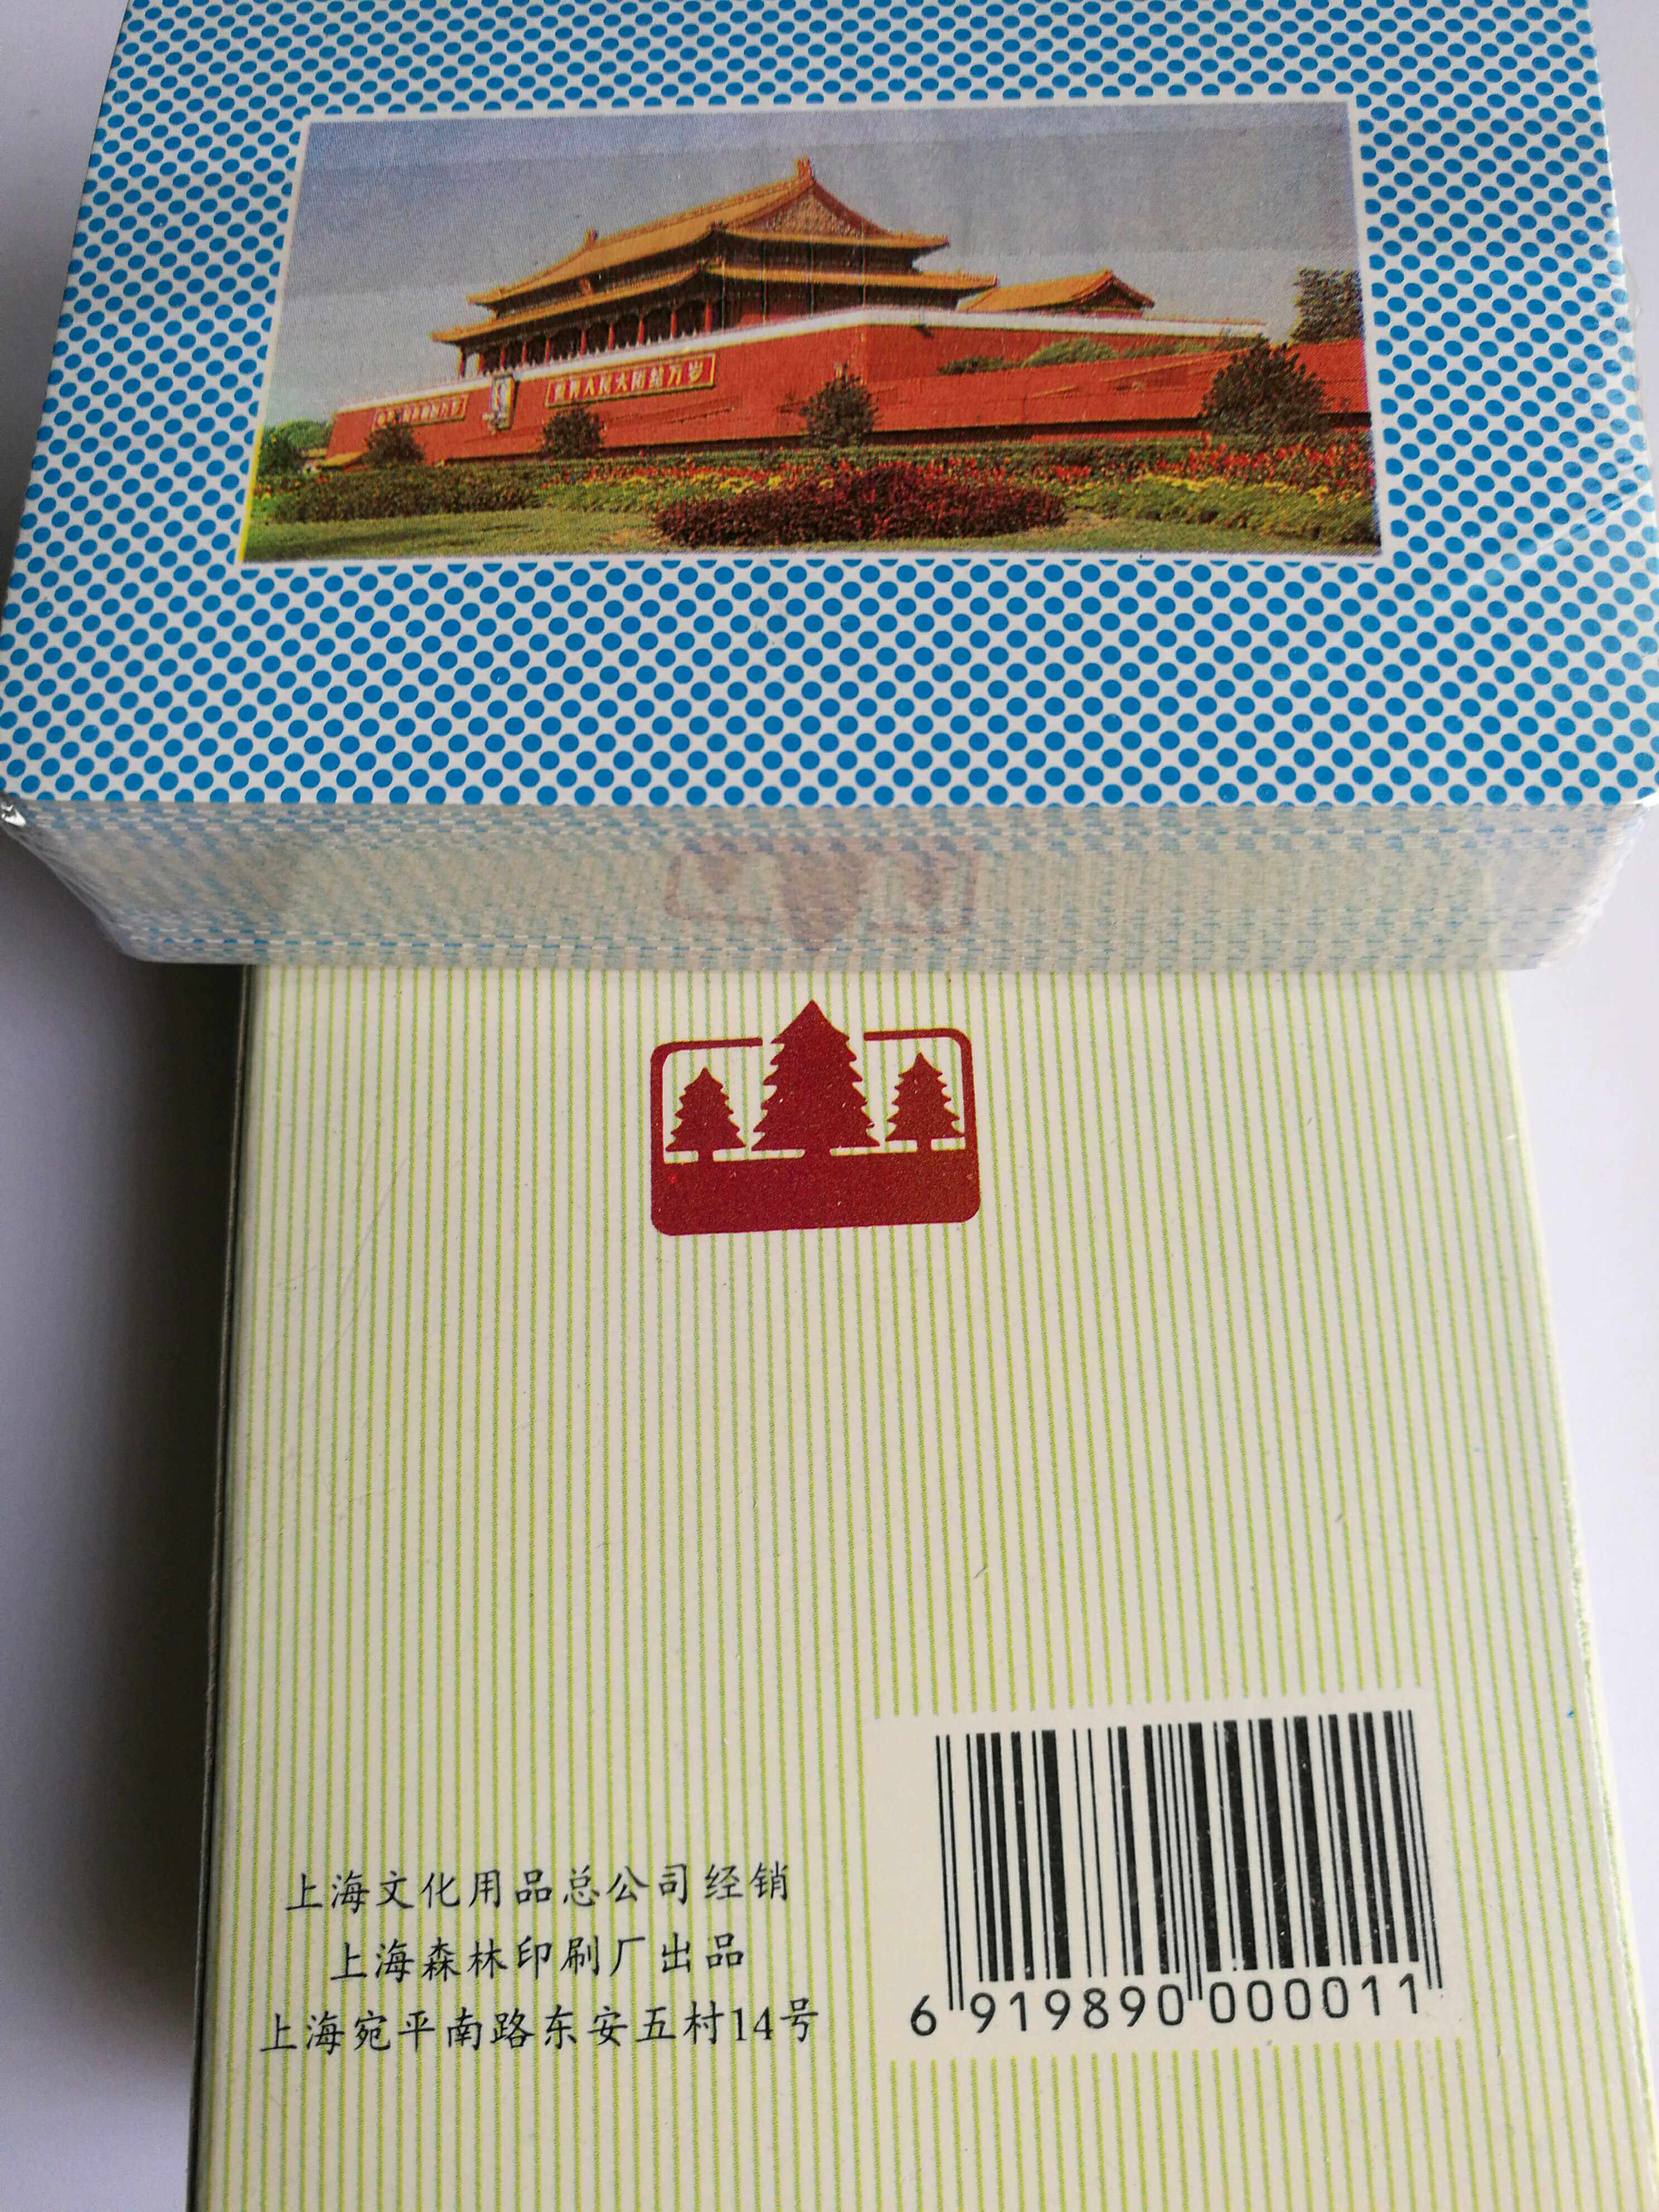 世界人民大团结万岁
上海文化用品总公司经销
上海森林印刷厂出品
上海宛平南路东安五村14号
6 919890 000011